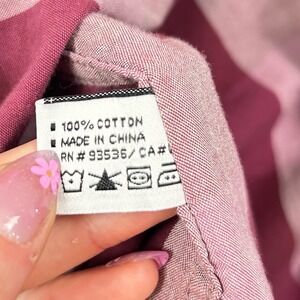 100% COTTON
MADE IN CHINA
RN # 93536/CA#